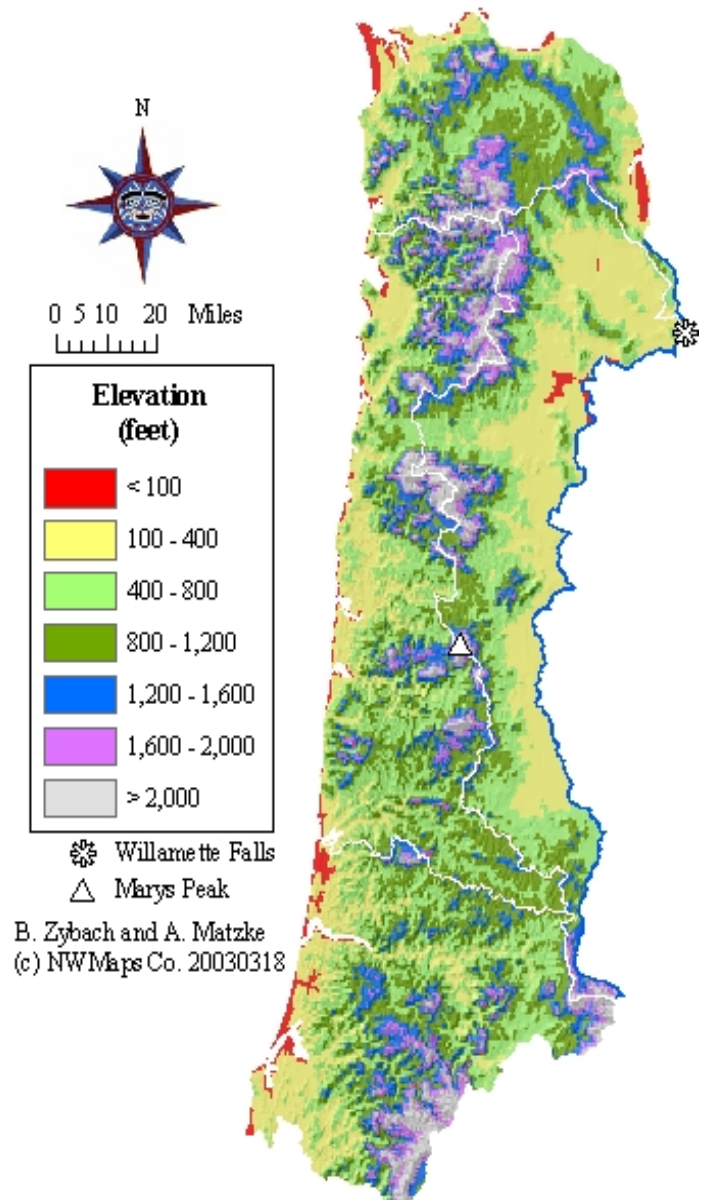 N
0 5 10 20 Miles
Elevation
(feet)
< 100
100 - 400
400 - 800
800 - 1,200
1,200 - 1,600
1,600 - 2,000
> 2,000
Willamette Falls
Marys Peak
B. Zybach and A. Matzke
(c) NWMaps Co. 20030318